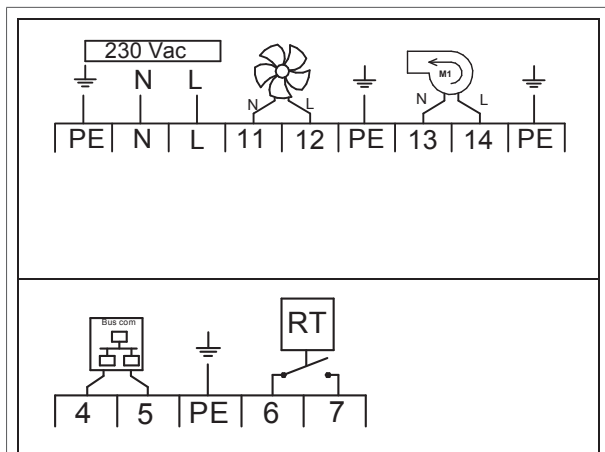 230 Vac
N L
N L
M1
N L
PE N L 11 12 PE 13 14 PE
Bus com
RT
4 5 PE 6 7